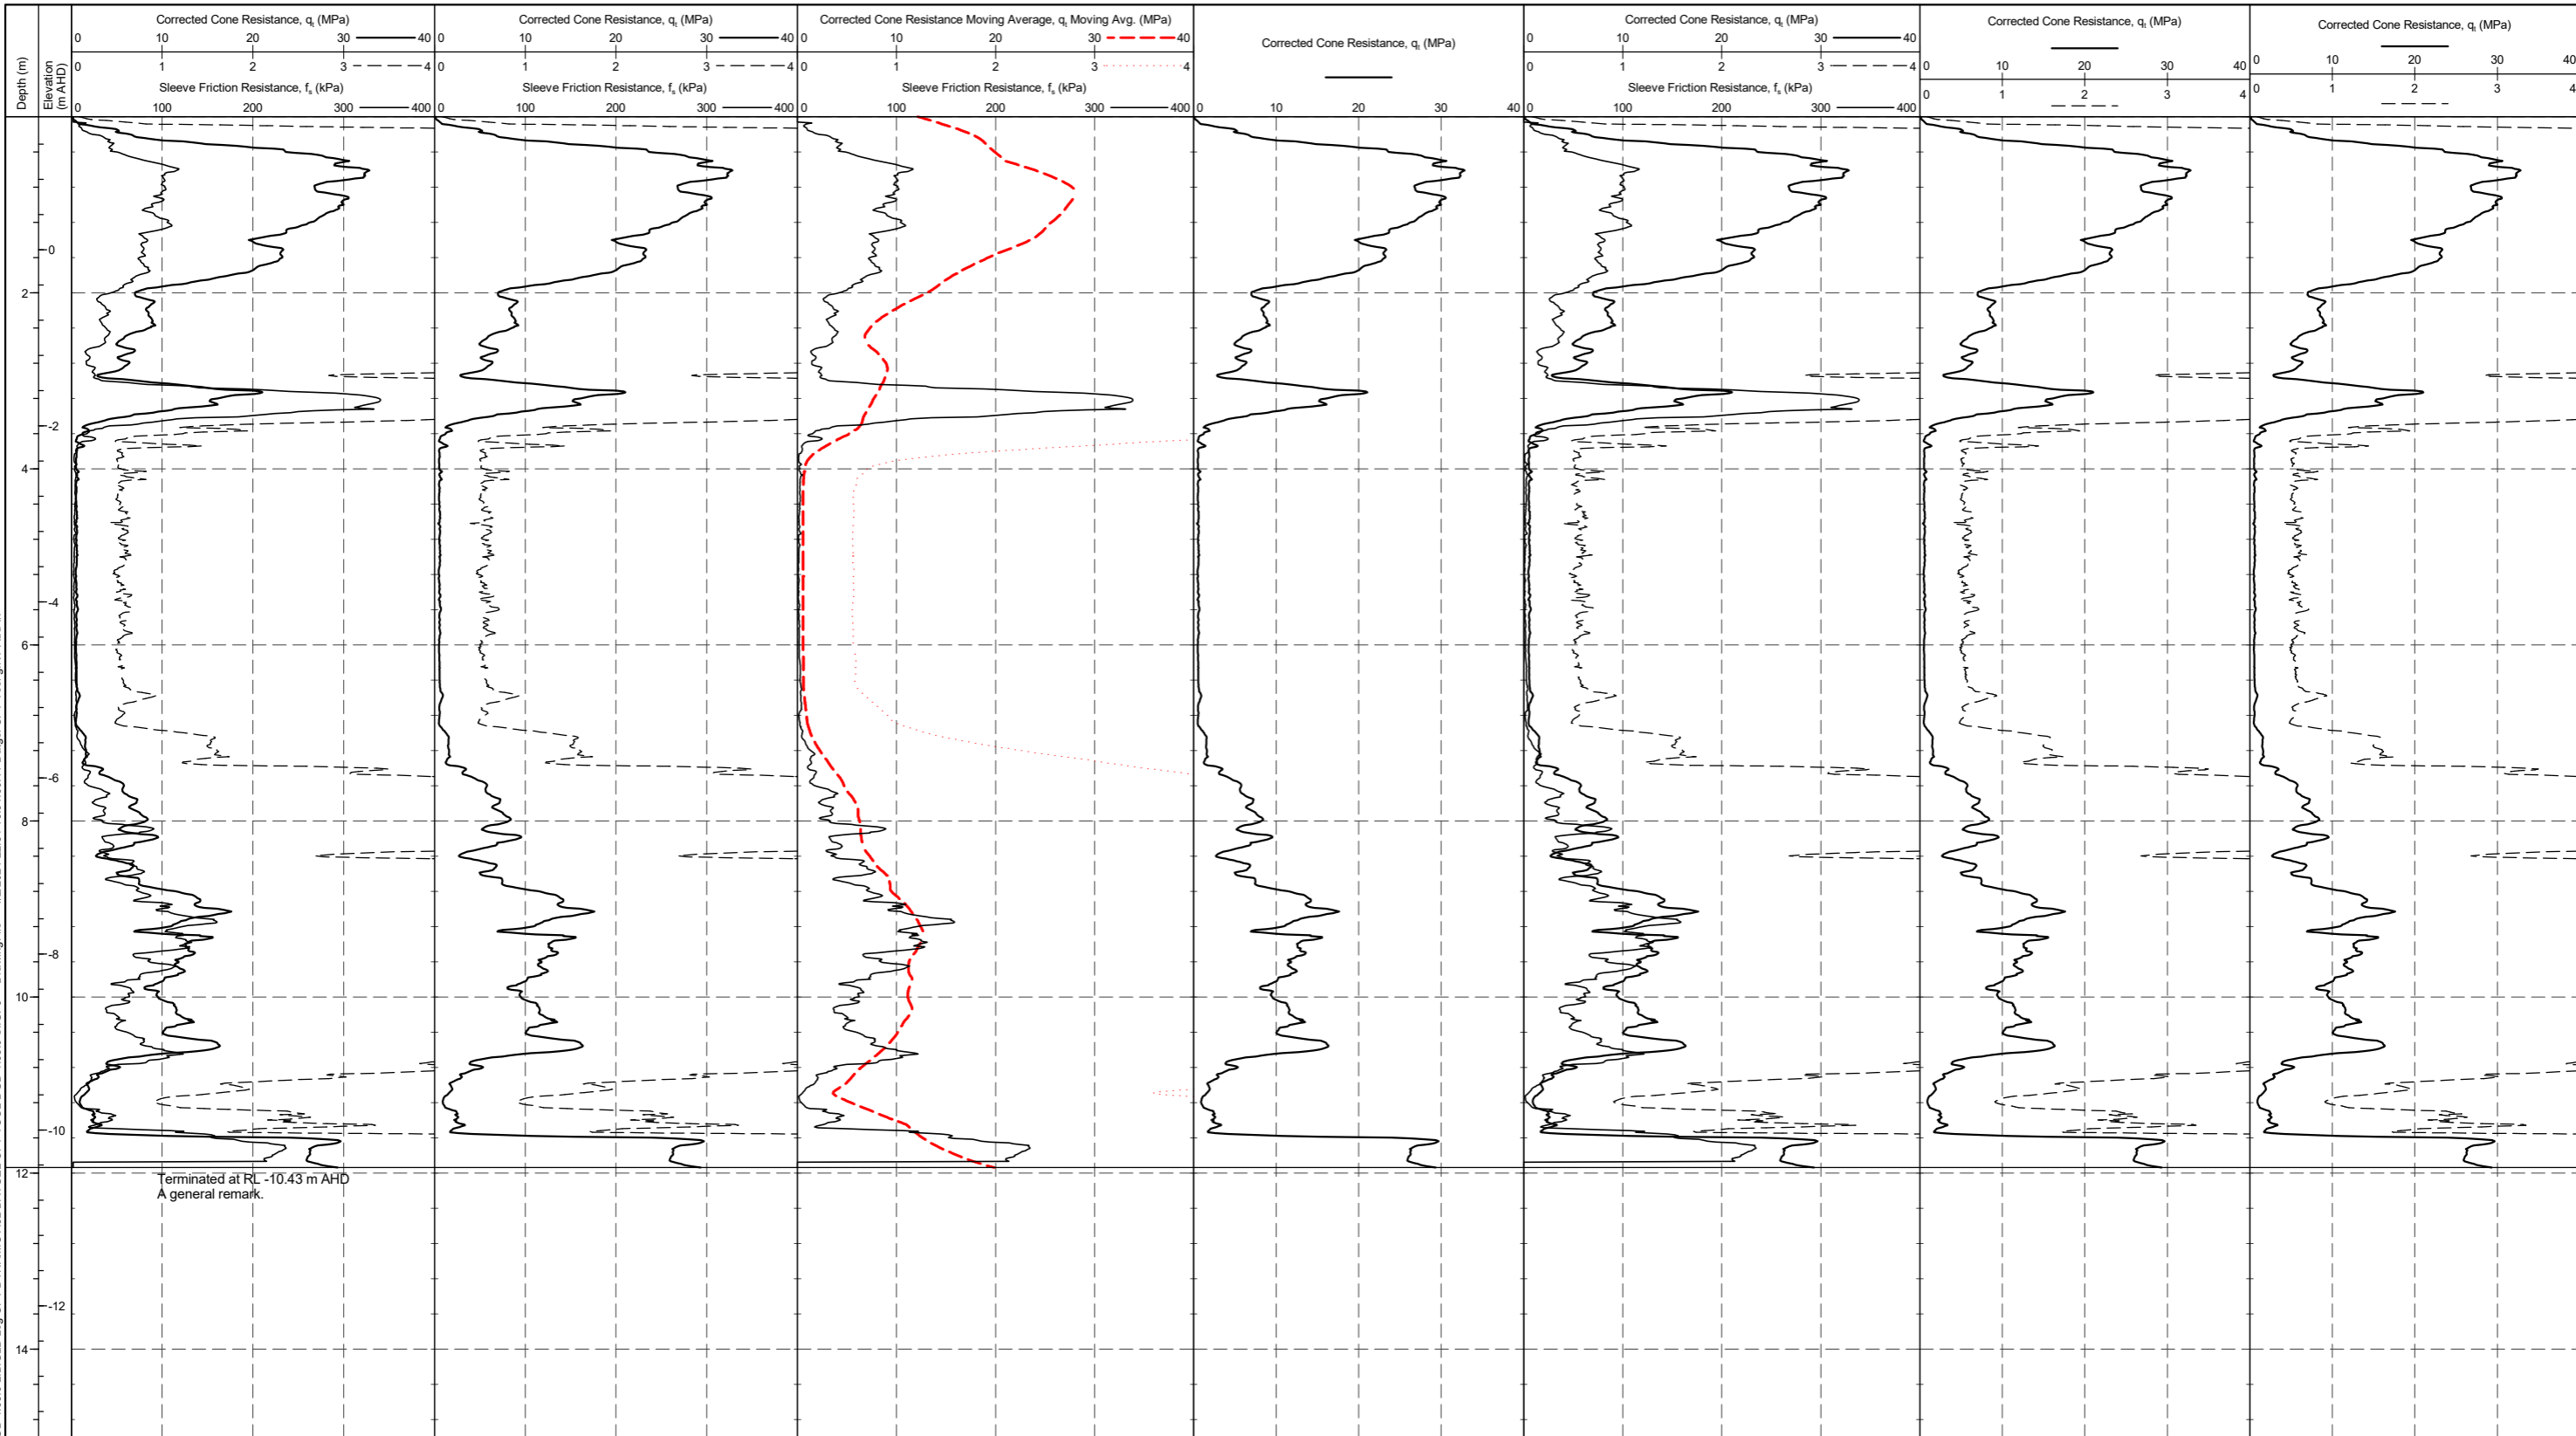 Depth (m)
Elevation
(m AHD)
Corrected Cone Resistance, qt (MPa)
0 10 20 30 40
1 2 3 4
Sleeve Friction Resistance, fs (kPa)
0 100 200 300 400
Corrected Cone Resistance, qt (MPa)
0 10 20 30 40
1 2 3 4
Sleeve Friction Resistance, fs (kPa)
0 100 200 300 400
Corrected Cone Resistance Moving Average, qt Moving Avg. (MPa)
0 10 20 30 40
1 2 3 4
Sleeve Friction Resistance, fs (kPa)
0 100 200 300 400
Corrected Cone Resistance, qt (MPa)
0 10 20 30 40
Corrected Cone Resistance, qt (MPa)
0 10 20 30 40
0 1 2 3 4
Sleeve Friction Resistance, fs (kPa)
0 100 200 300 400
Corrected Cone Resistance, qt (MPa)
0 10 20 30 40
0 1 2 3 4
Corrected Cone Resistance, qt (MPa)
0 10 20 30 40
0 1 2 3 4
0
2
-2
4
6
-6
8
-8
10
-10
12
Terminated at RL -10.43 m AHD
A general remark.
-12
14